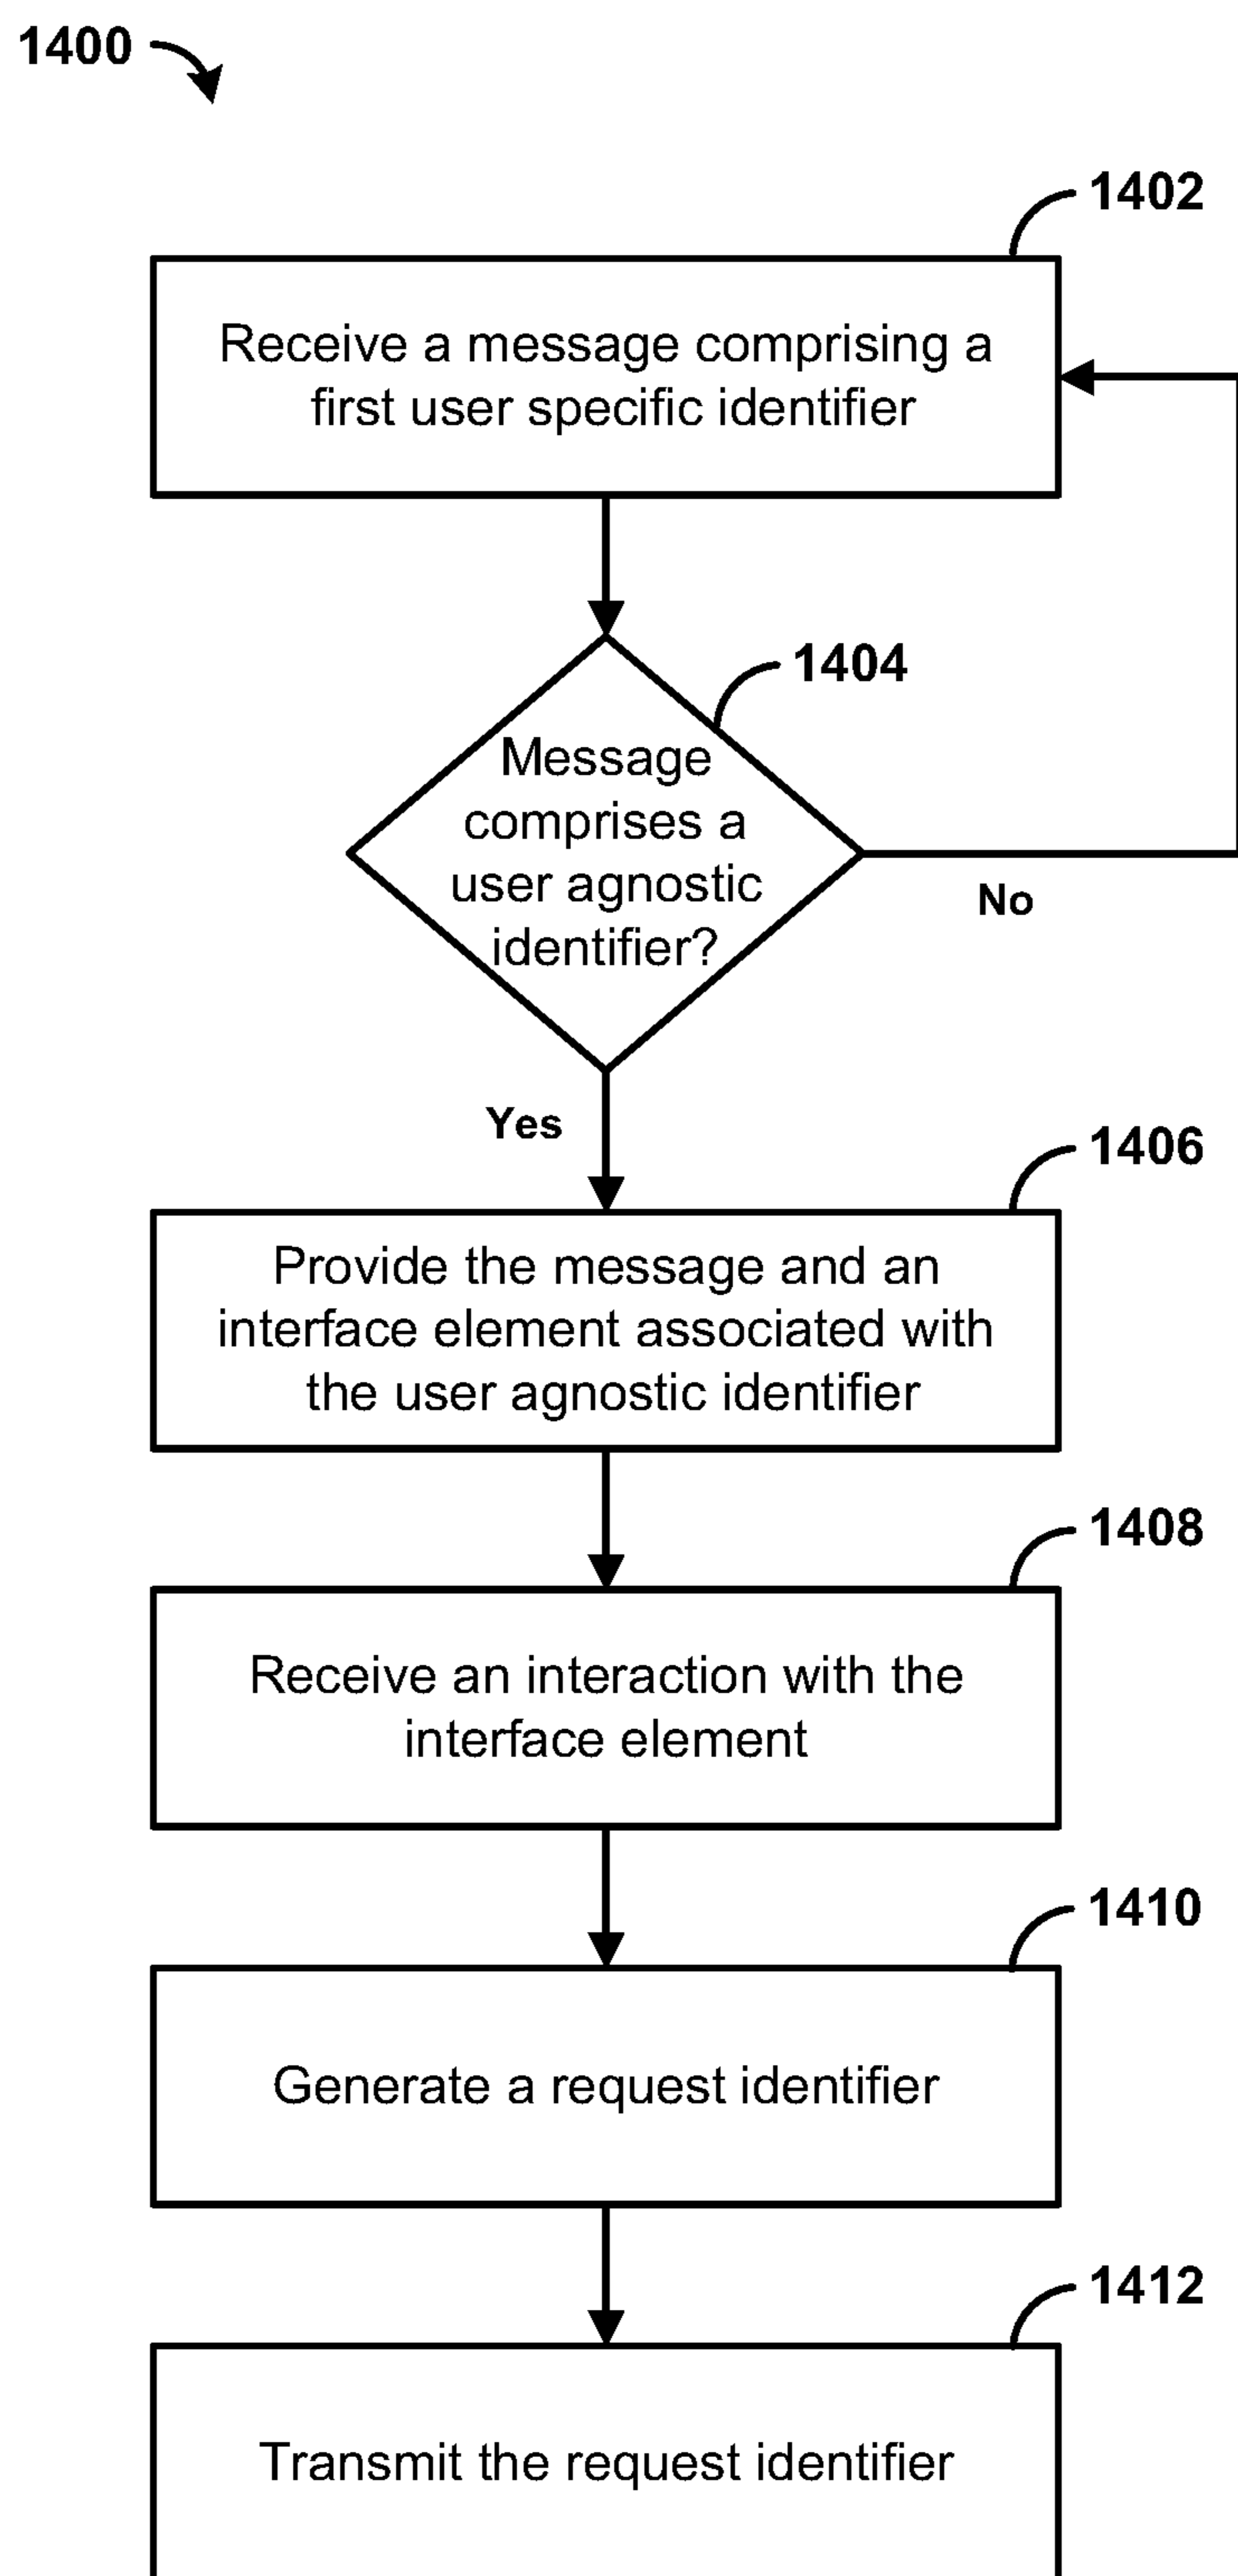 1400
1402
Receive a message comprising a
first user specific identifier
1404
Message
comprises a
user agnostic
identifier?
No
Yes
1406
Provide the message and an
interface element associated with
the user agnostic identifier
1408
Receive an interaction with the
interface element
1410
Generate a request identifier
1412
Transmit the request identifier